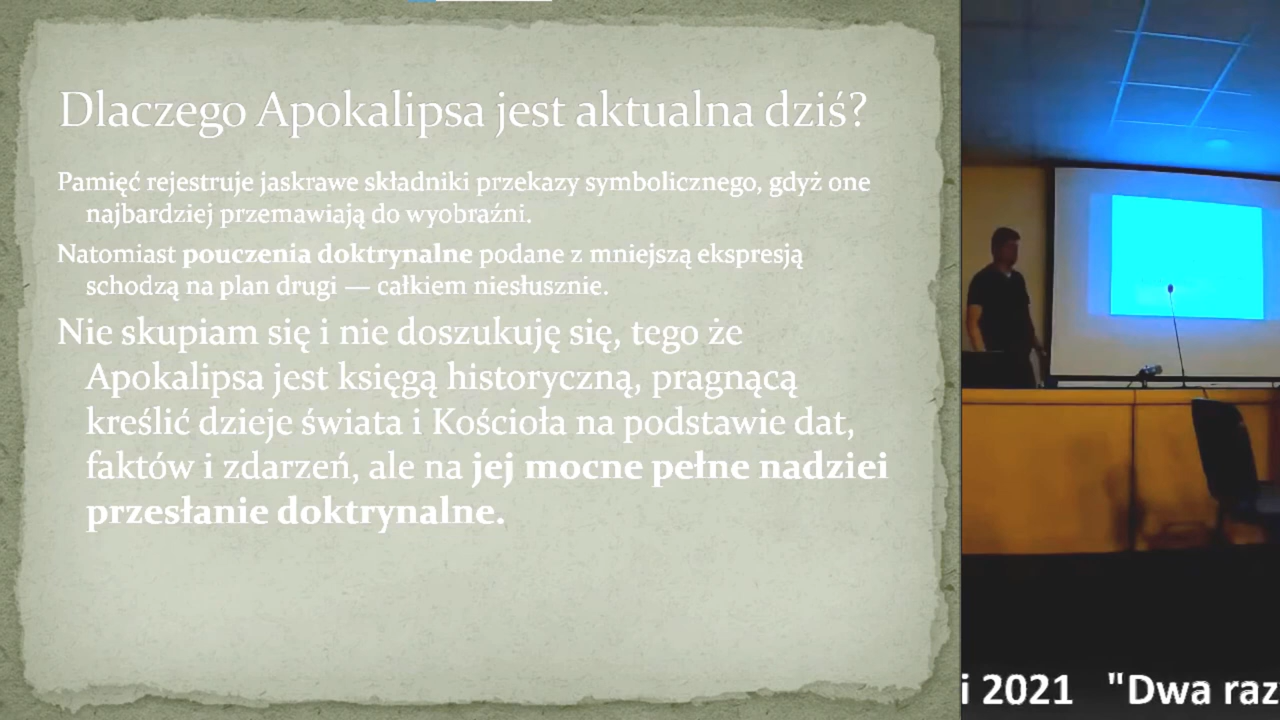 Dlaczego Apokalipsa jest aktualna dziś?
Pamięć rejestruje jaskrawe składniki przekazy symbolicznego, gdyż one
najbardziej przemawiają do wyobraźni.
Natomiast pouczenia doktrynalne podane z mniejszą ekspresją
schodzą na plan drugi — całkiem niesłusznie.
Nie skupiam się i nie doszukuję się, tego że
Apokalipsa jest księgą historyczną, pragnącą
kreślić dzieje świata i Kościoła na podstawie dat,
faktów i zdarzeń, ale na jej mocne pełne nadziei
przesłanie doktrynalne.
i 2021 "Dwa raz